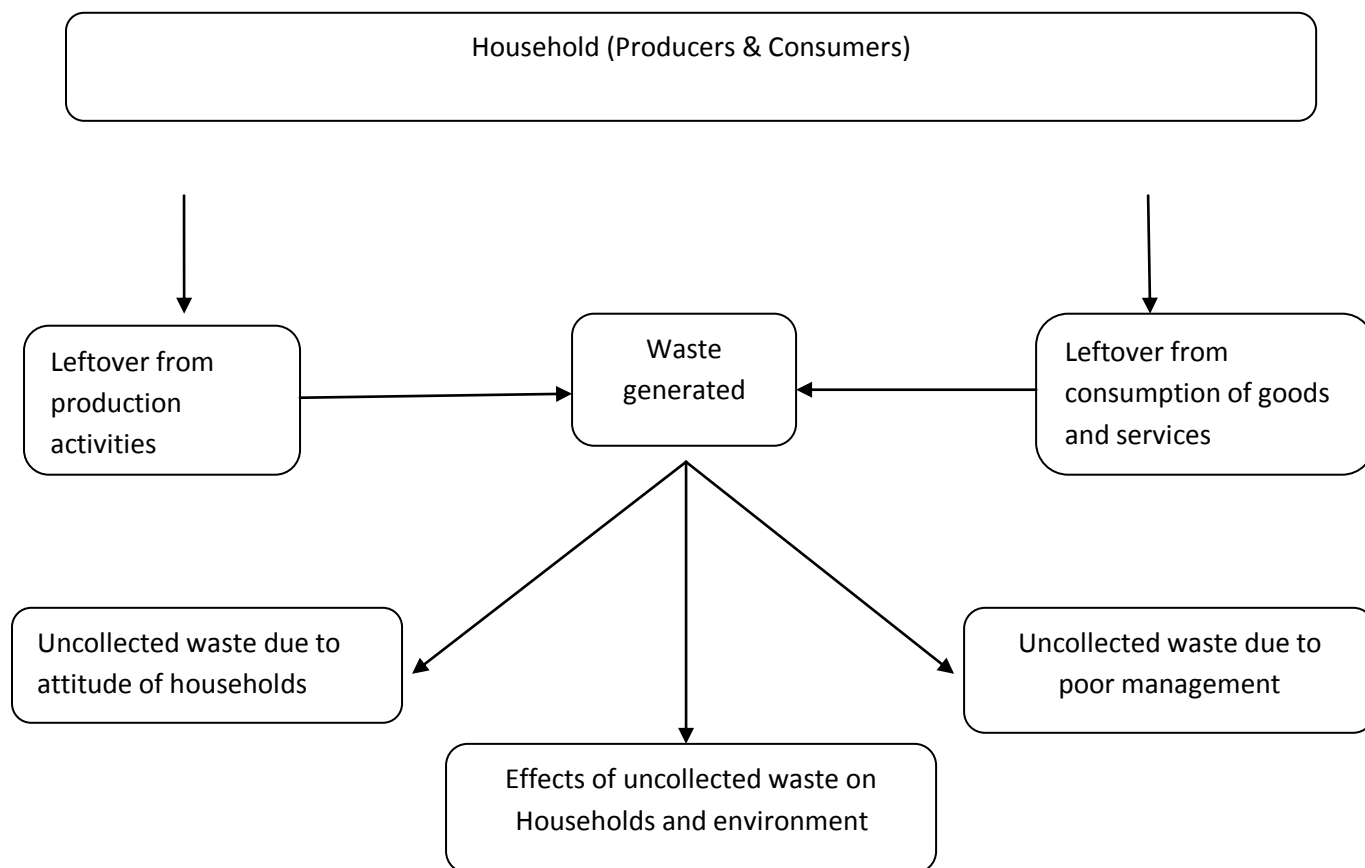 Household (Producers & Consumers)
Leftover from
production
activities
Waste
generated
Leftover from
consumption of goods
and services
Uncollected waste due to
attitude of households
Uncollected waste due to
poor management
Effects of uncollected waste on
Households and environment